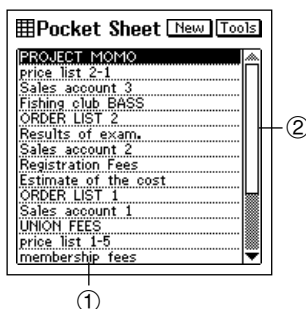 Pocket Sheet New Tools
PROJECT MOMO
price list 2-1
Sales account 3
Fishing club BASS
ORDER LIST 2
Results of exam.
Sales account 2
Registration Fees
Estimate of the cost
ORDER LIST 1
Sales account 1
UNION FEES
price list 1-5
membership fees
②
①